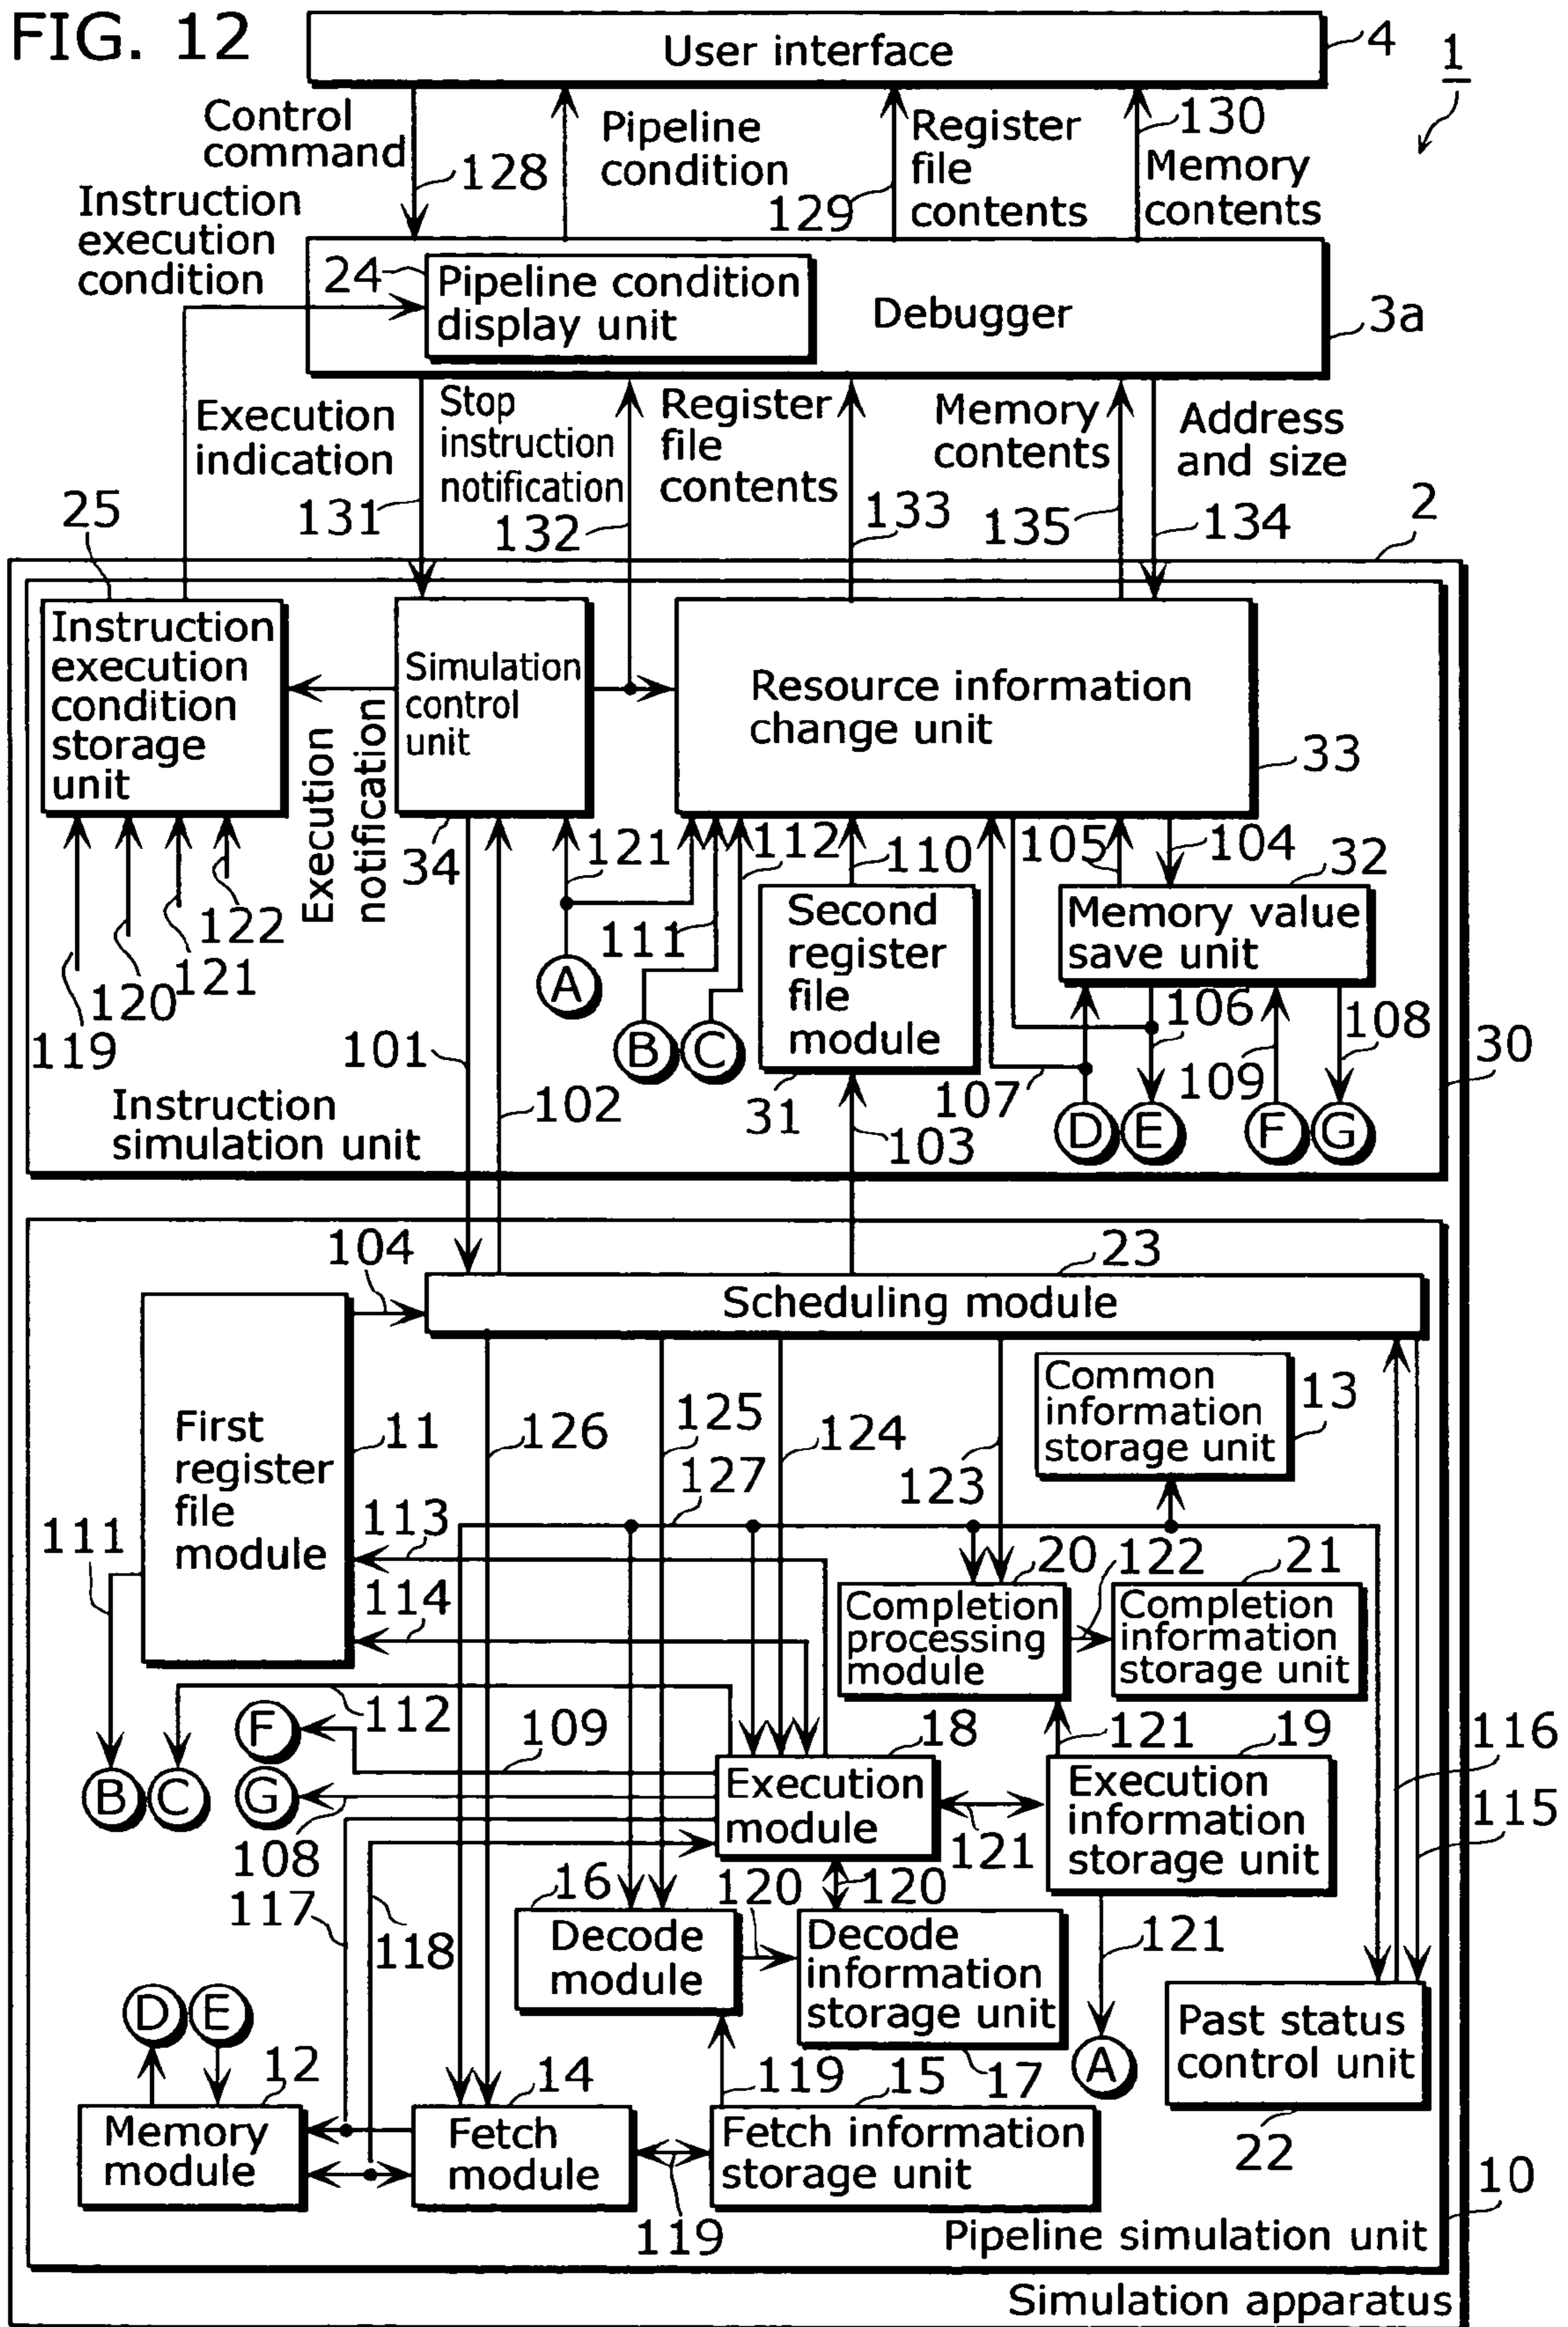 FIG. 12
User interface
4
1
Control
command
128
Pipeline
condition
129
Register
file
contents
130
Memory
contents
Instruction
execution
condition
24
Pipeline condition
display unit
Debugger
3a
Execution
indication
131
Stop
instruction
notification
132
Register
file
contents
133
Memory
contents
135
Address
and size
134
25
2
Instruction
execution
condition
storage
unit
Execution
notification
Simulation
control
unit
34
Resource information
change unit
33
119
120
121
122
121
A
111
112
B
C
110
Second
register
file
module
31
105
104
32
Memory value
save unit
106
107
109
108
D
E
F
G
30
101
102
103
Instruction
simulation unit
104
23
Scheduling module
First
register
file
module
11
126
125
127
124
123
Common
information
storage unit
13
111
113
114
20
122
21
Completion
processing
module
Completion
information
storage unit
112
F
G
109
108
B
C
18
Execution
module
121
121
19
Execution
information
storage unit
116
115
117
118
16
Decode
module
120
120
Decode
information
storage unit
17
121
A
Past status
control unit
22
D
E
12
Memory
module
14
Fetch
module
119
119
15
Fetch information
storage unit
10
Pipeline simulation unit
Simulation apparatus